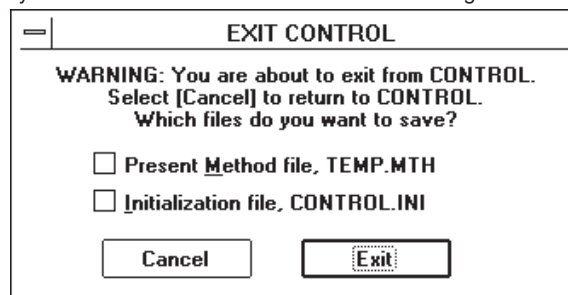 EXIT CONTROL
WARNING: You are about to exit from CONTROL.
Select [Cancel] to return to CONTROL.
Which files do you want to save?
Present Method file, TEMP.MTH
Initialization file, CONTROL.INI
Cancel
Exit